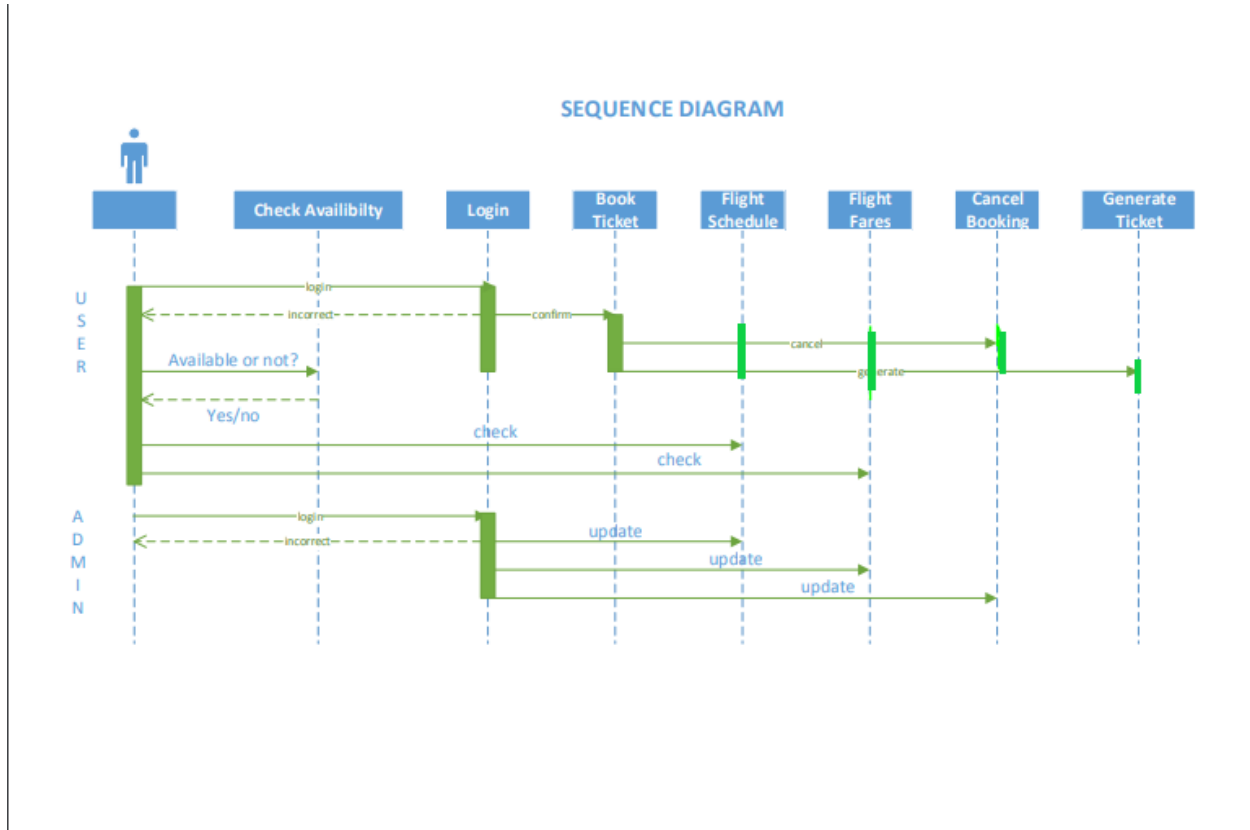 SEQUENCE DIAGRAM
Check Availibilty
Login
Book
Ticket
Flight
Schedule
Flight
Fares
Cancel
Booking
Generate
Ticket
U
S
E
R
login
incorrect
confirm
cancel
Available or not?
generate
Yes/no
check
check
A
D
M
I
N
login
incorrect
update
update
update